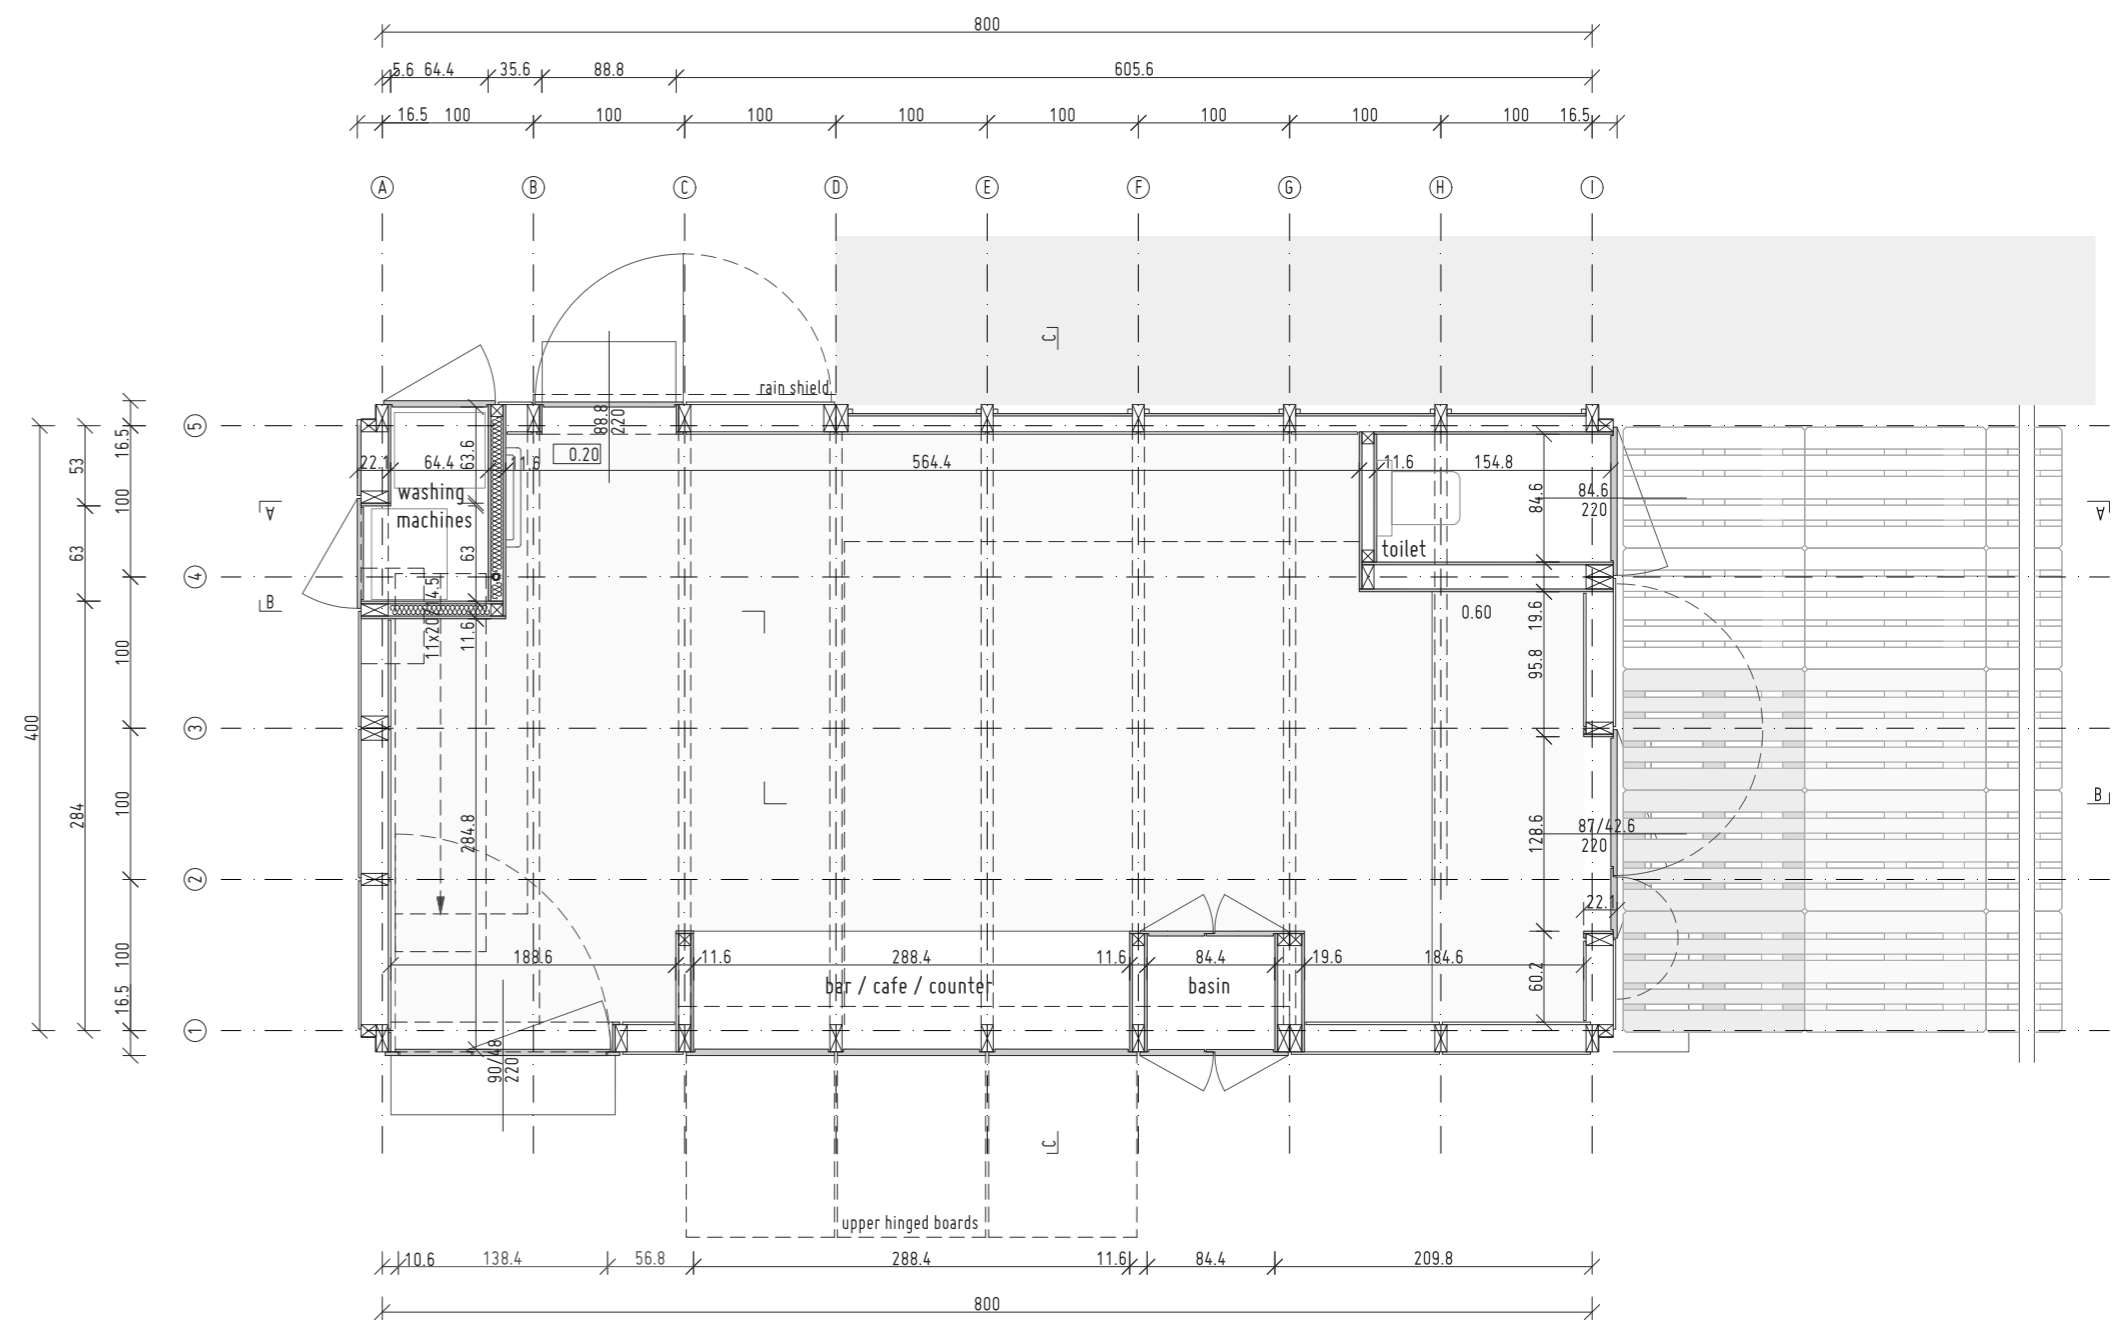 800
5.6 64.4 35.6 88.8 605.6
16.5 100 100 100 100 100 100 100 100 16.5
A B C D E F G H I
C
rain shield
5
16.5
53
88.8
220
0.20
22.1 64.4 63.6 11.6 564.4 11.6 154.8
washing
machines
84.6
84.6
220
A
100
A
63
63
toilet
4
B
11x20/14.5
11.6
0.60
19.6
100
95.8
400
3
284
100
284.8
128.6
87/42.6
220
B
2
22.1
100
188.6 11.6 288.4 11.6 84.4 19.6 184.6
bar / cafe / counter
basin
60.2
16.5
1
90/48
220
C
upper hinged boards
10.6 138.4 56.8 288.4 11.6 84.4 209.8
800